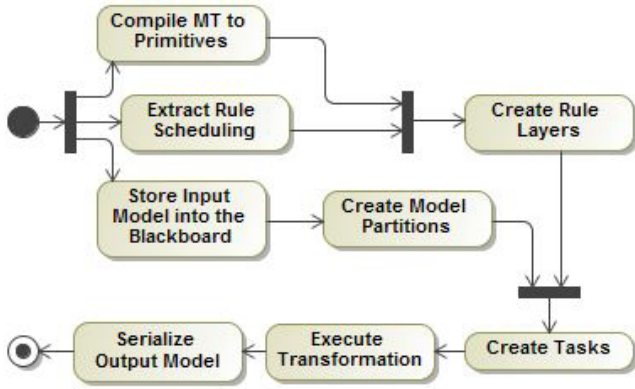 Compile MT to
Primitives
Extract Rule
Scheduling
Create Rule
Layers
Store Input
Model into the
Blackboard
Create Model
Partitions
Serialize
Output Model
Execute
Transformation
Create Tasks